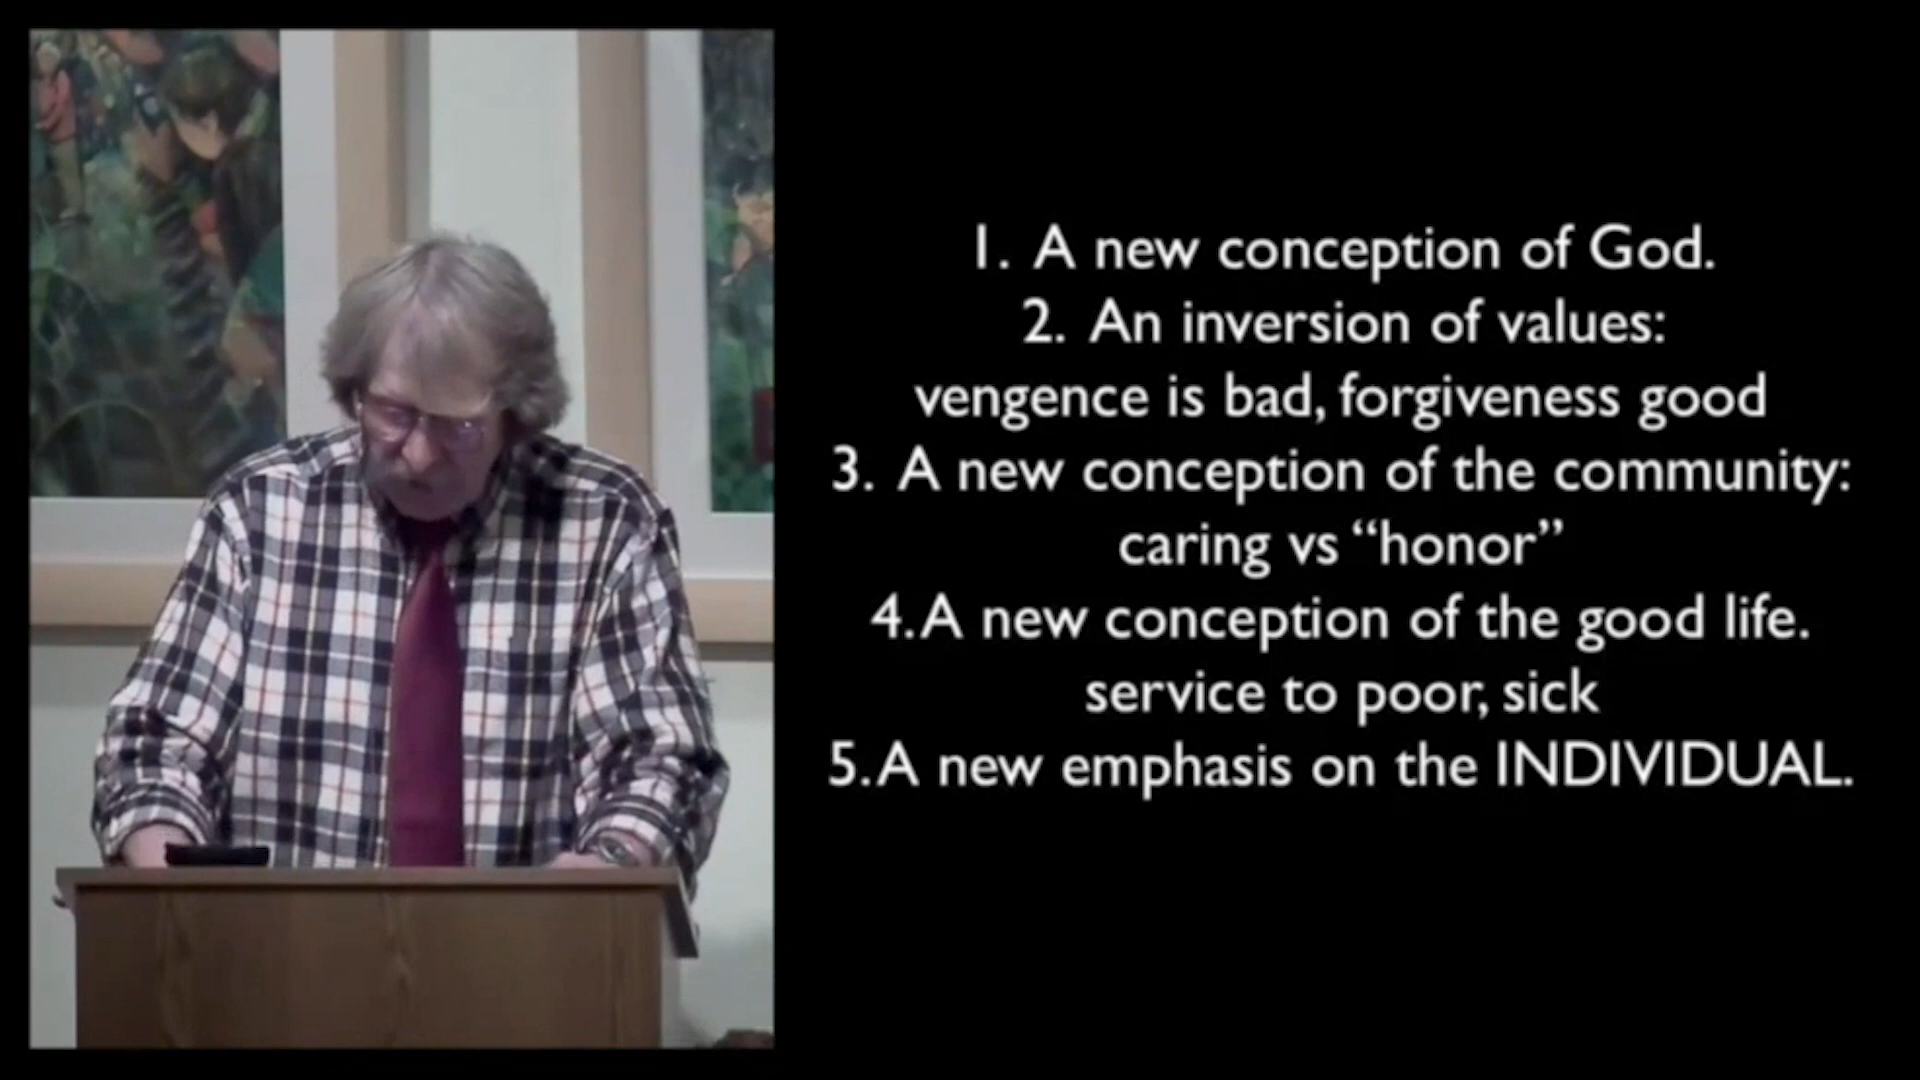 1. A new conception of God.
2. An inversion of values:
vengence is bad, forgiveness good
3. A new conception of the community:
caring vs “honor”
4. A new conception of the good life.
service to poor, sick
5. A new emphasis on the INDIVIDUAL.